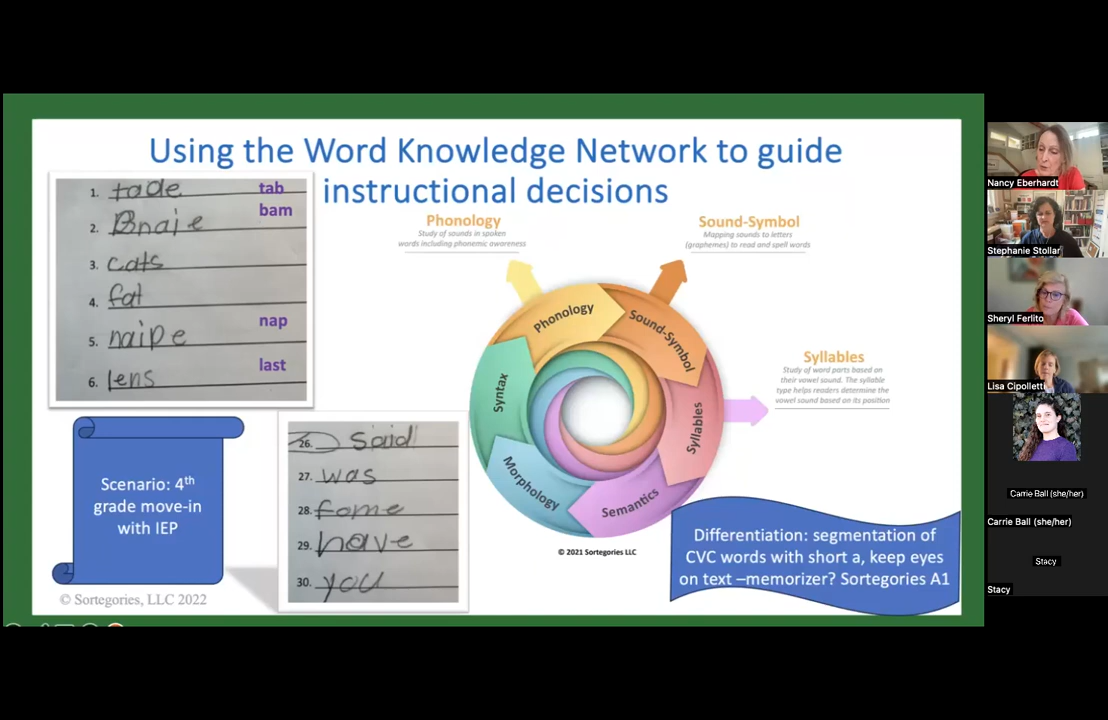 Using the Word Knowledge Network to guide
instructional decisions
1. tade tab
2. Bnaie bam
3. cats
4. fat
5. naipe nap
6. lens last
Scenario: 4th
grade move-in
with IEP
© Sortegories, LLC 2022
26. said
27. was
28. fome
29. have
30. you
Phonology
Study of sounds in spoken
words including phonemic awareness
Sound-Symbol
Mapping sounds to letters
(graphemes) to read and spell words
Syllables
Study of word parts based on
their vowel sound. The syllable
type helps readers determine the
vowel sound based on its position
Phonology
Sound-Symbol
Syllables
Semantics
Morphology
Syntax
© 2021 Sortegories LLC
Differentiation: segmentation of
CVC words with short a, keep eyes
on text –memorizer? Sortegories A1
Nancy Eberhardt
Stephanie Stollar
Sheryl Ferlito
Lisa Cipolletti
Carrie Ball (she/her)
Carrie Ball (she/her)
Stacy
Stacy